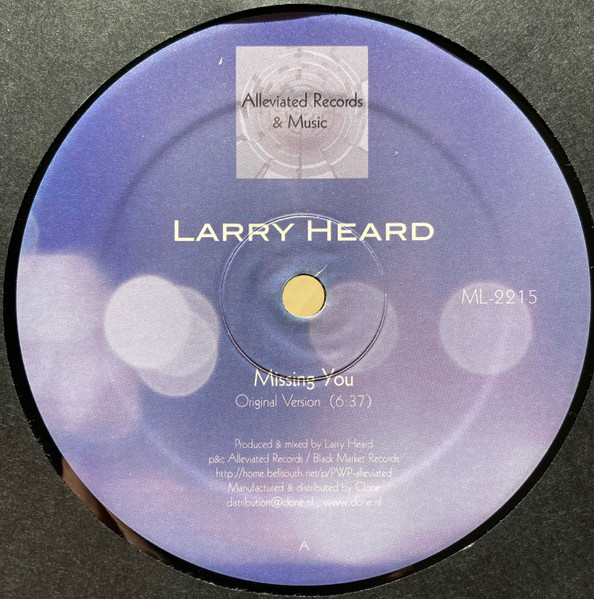 Alleviated Records
& Music
LARRY HEARD
ML-2215
Missing You
Original Version (6:37)
Produced & mixed by Larry Heard
p&c Alleviated Records / Black Market Records
http://home.bellsouth.net/p/PWP-alleviated
Manufactured & distributed by Clone
distribution@clone.nl , www.clone.nl
A